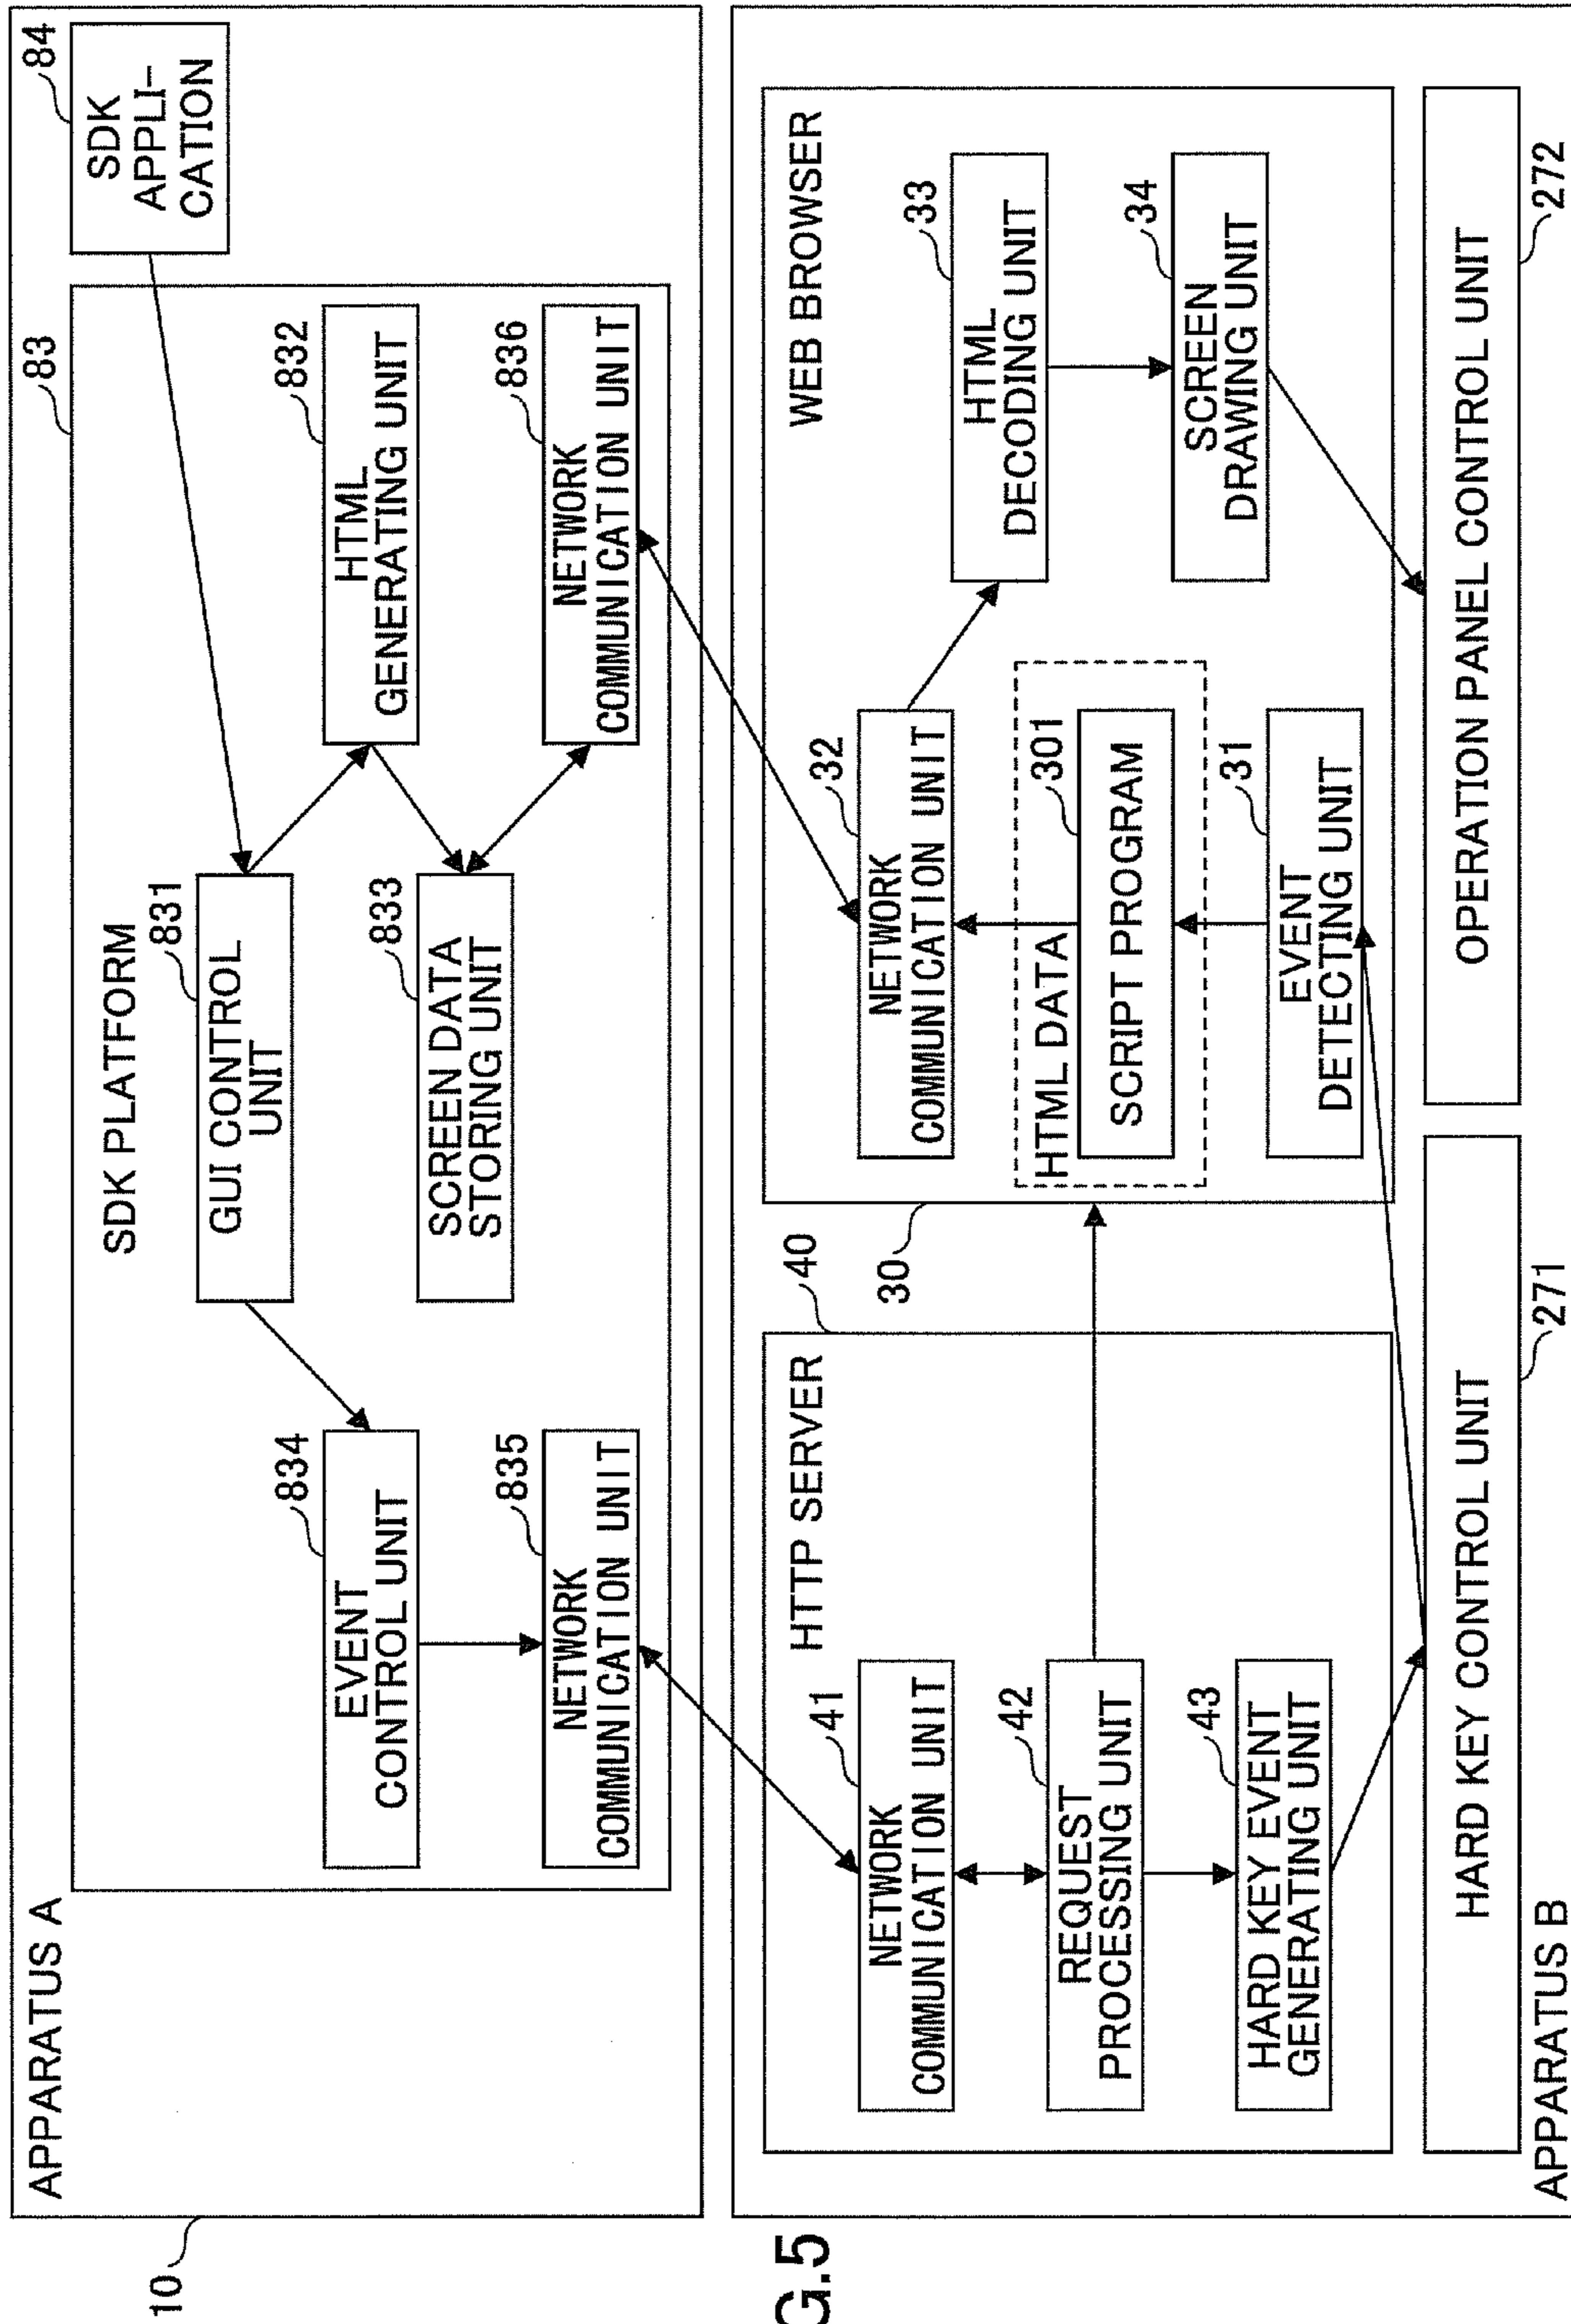 10
APPARATUS A
83
SDK PLATFORM
84
SDK
APPLI-
CATION
831
GUI CONTROL
UNIT
834
EVENT
CONTROL UNIT
832
HTML
GENERATING UNIT
833
SCREEN DATA
STORING UNIT
835
NETWORK
COMMUNICATION UNIT
836
NETWORK
COMMUNICATION UNIT
G.5
40
HTTP SERVER
41
NETWORK
COMMUNICATION UNIT
42
REQUEST
PROCESSING UNIT
43
HARD KEY EVENT
GENERATING UNIT
30
WEB BROWSER
32
NETWORK
COMMUNICATION UNIT
33
HTML
DECODING UNIT
HTML DATA
301
SCRIPT PROGRAM
34
SCREEN
DRAWING UNIT
31
EVENT
DETECTING UNIT
HARD KEY CONTROL UNIT
271
OPERATION PANEL CONTROL UNIT
272
APPARATUS B